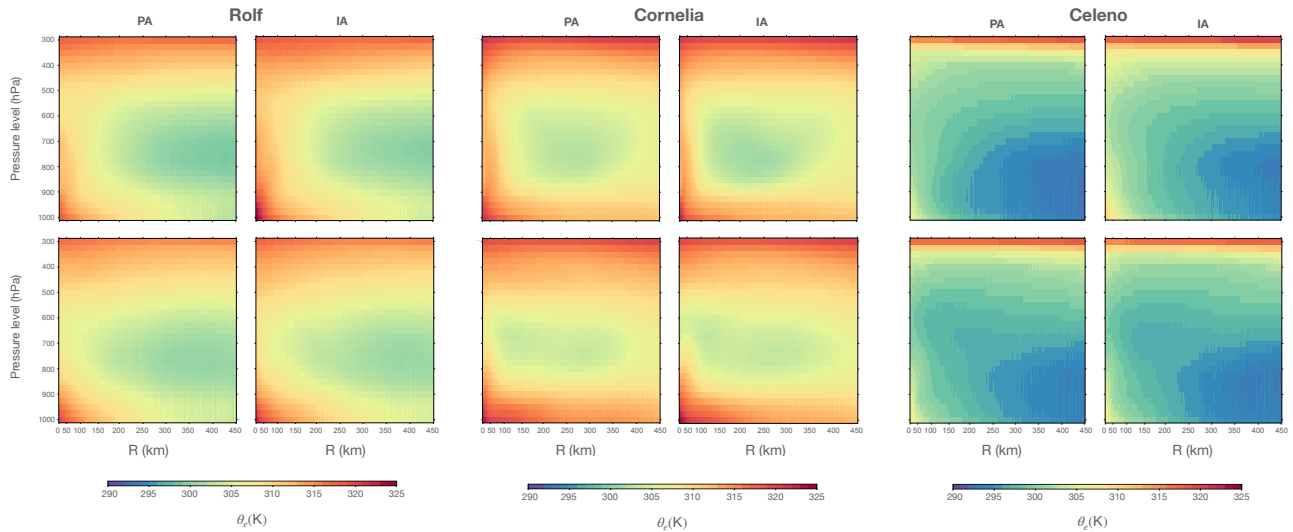 Rolf Cornelia Celeno
PA IA PA IA PA IA
300
400
500
600
700
800
900
1000
Pressure level (hPa)
300
400
500
600
700
800
900
1000
Pressure level (hPa)
0 50 100 150 200 250 300 350 400 450 0 50 100 150 200 250 300 350 400 450 0 50 100 150 200 250 300 350 400 450 0 50 100 150 200 250 300 350 400 450 0 50 100 150 200 250 300 350 400 450 0 50 100 150 200 250 300 350 400 450
R (km) R (km) R (km) R (km) R (km) R (km)
290 295 300 305 310 315 320 325 290 295 300 305 310 315 320 325 290 295 300 305 310 315 320 325
θe(K) θe(K) θe(K)